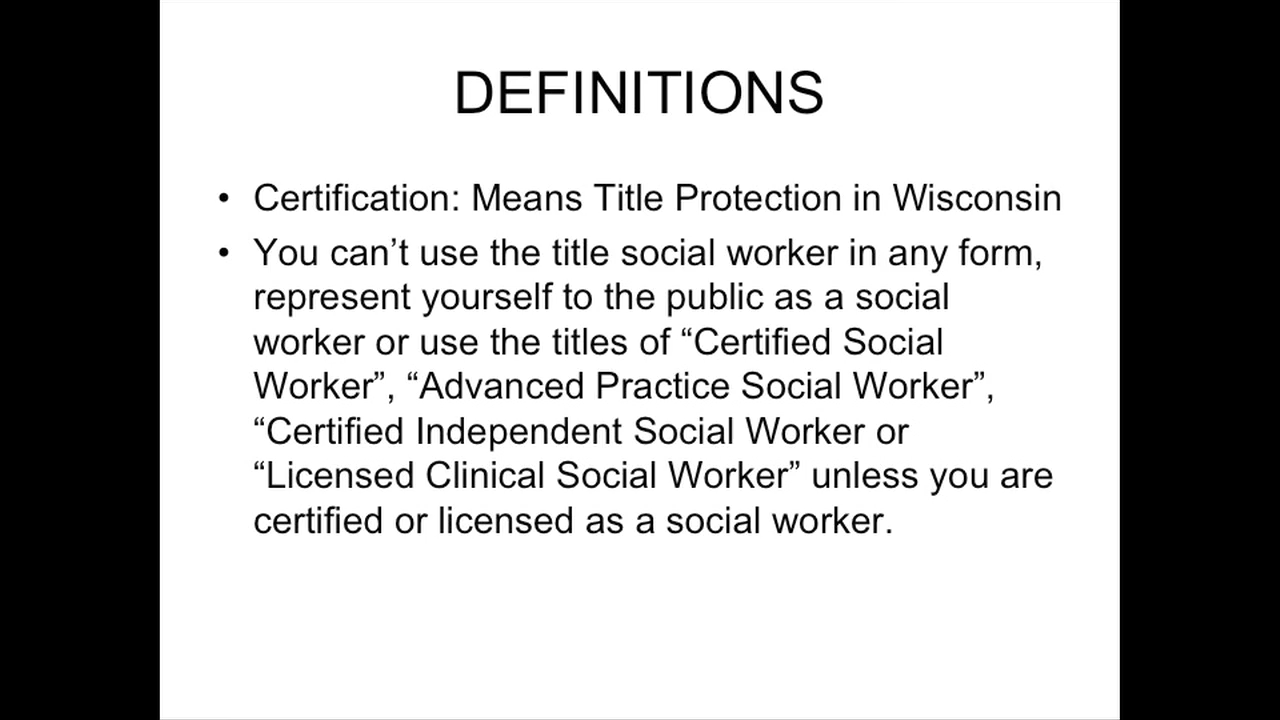 DEFINITIONS
• Certification: Means Title Protection in Wisconsin
• You can’t use the title social worker in any form,
represent yourself to the public as a social
worker or use the titles of “Certified Social
Worker”, “Advanced Practice Social Worker”,
“Certified Independent Social Worker or
“Licensed Clinical Social Worker” unless you are
certified or licensed as a social worker.